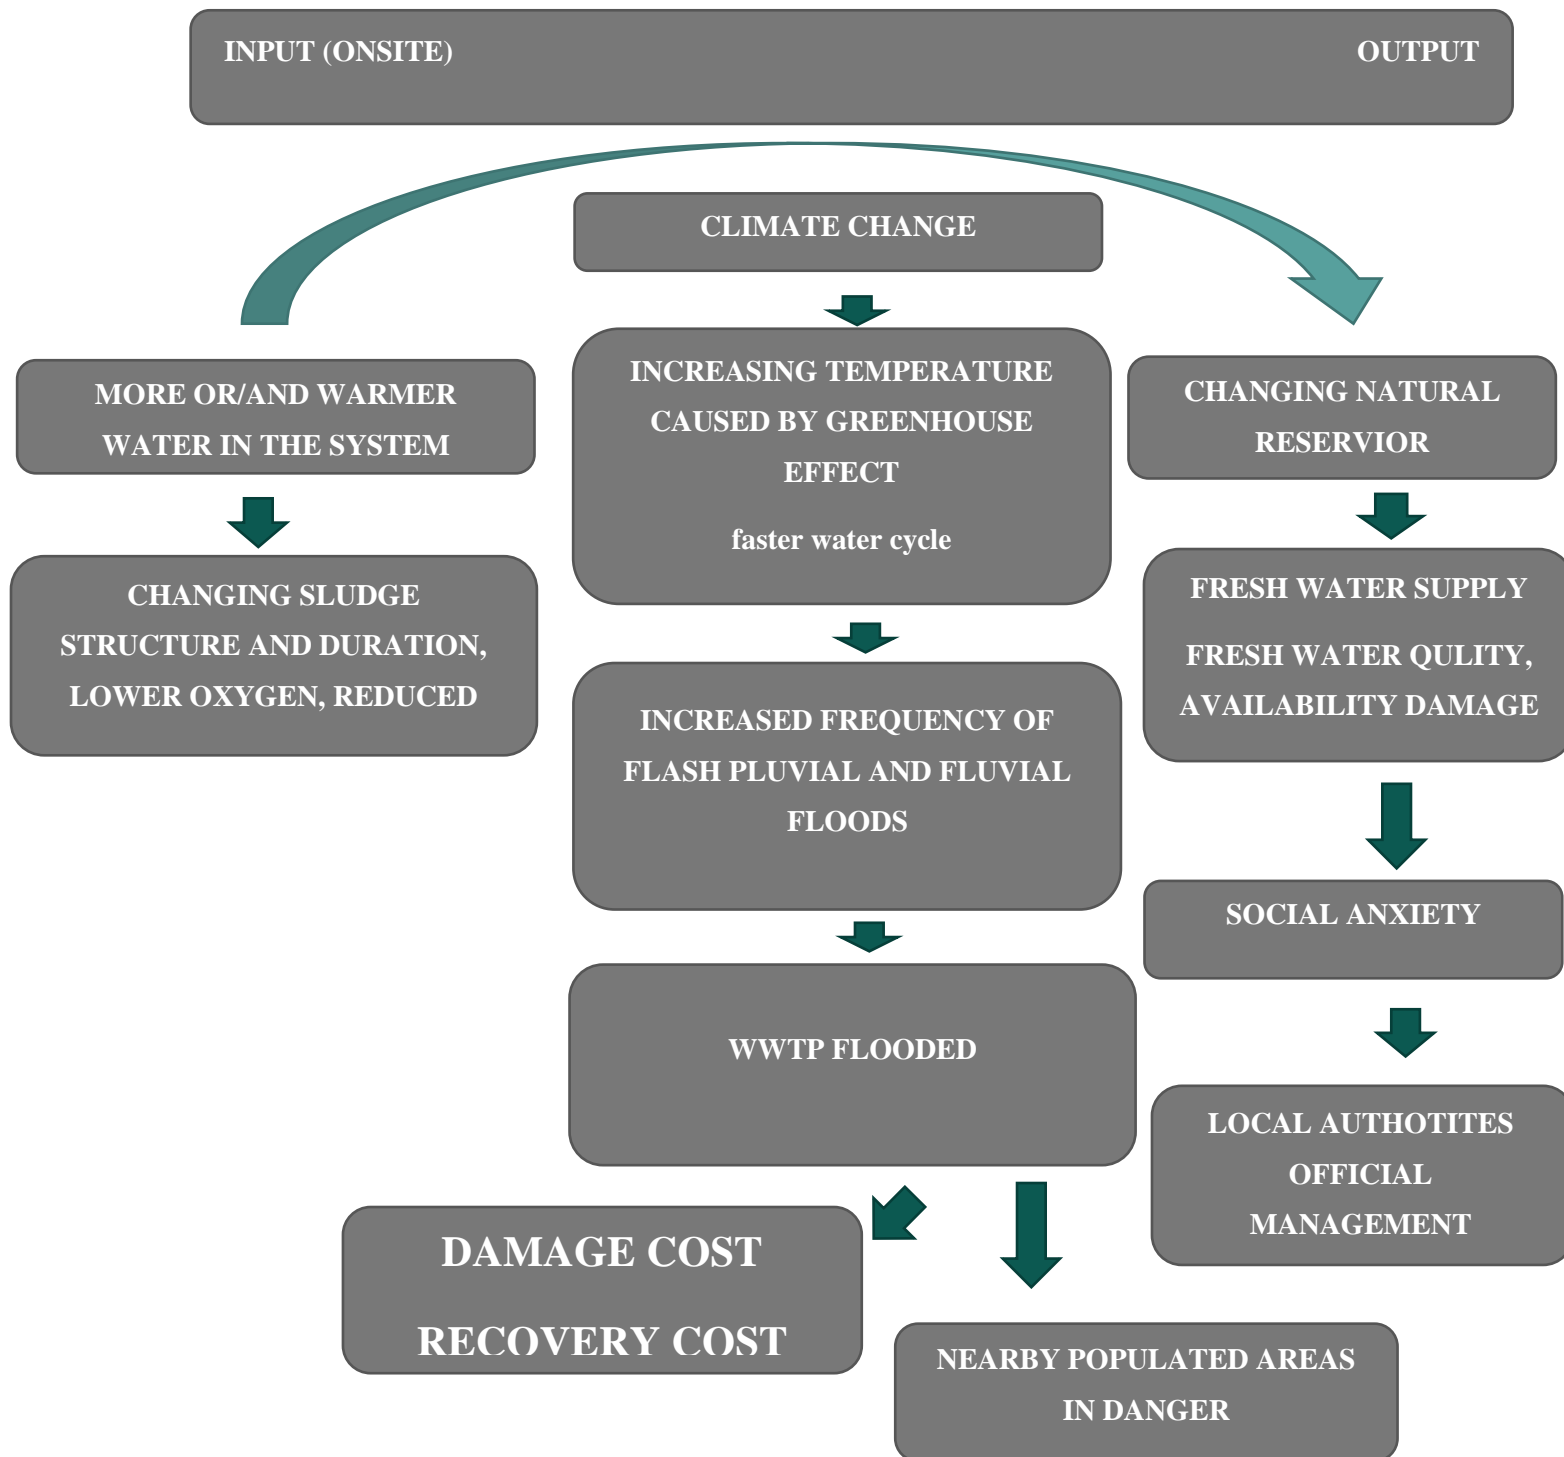 INPUT (ONSITE) OUTPUT
CLIMATE CHANGE
MORE OR/AND WARMER
WATER IN THE SYSTEM
CHANGING SLUDGE
STRUCTURE AND DURATION,
LOWER OXYGEN, REDUCED
INCREASING TEMPERATURE
CAUSED BY GREENHOUSE
EFFECT
faster water cycle
INCREASED FREQUENCY OF
FLASH PLUVIAL AND FLUVIAL
FLOODS
WWTP FLOODED
DAMAGE COST
RECOVERY COST
NEARBY POPULATED AREAS
IN DANGER
CHANGING NATURAL
RESERVIOR
FRESH WATER SUPPLY
FRESH WATER QULITY,
AVAILABILITY DAMAGE
SOCIAL ANXIETY
LOCAL AUTHOTITES
OFFICIAL
MANAGEMENT